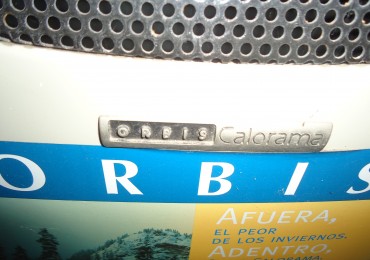 ORBIS Calorama
ORBIS
AFUERA,
EL PEOR
DE LOS INVIERNOS.
ADENTRO,